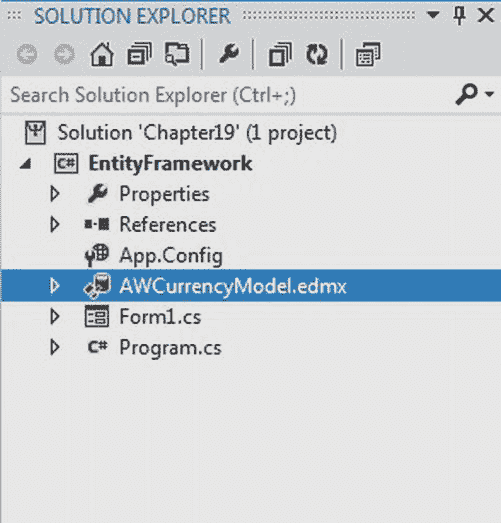 SOLUTION EXPLORER
Search Solution Explorer (Ctrl+;)
Solution 'Chapter19' (1 project)
C# EntityFramework
Properties
References
App.Config
AWCurrencyModel.edmx
Form1.cs
C# Program.cs